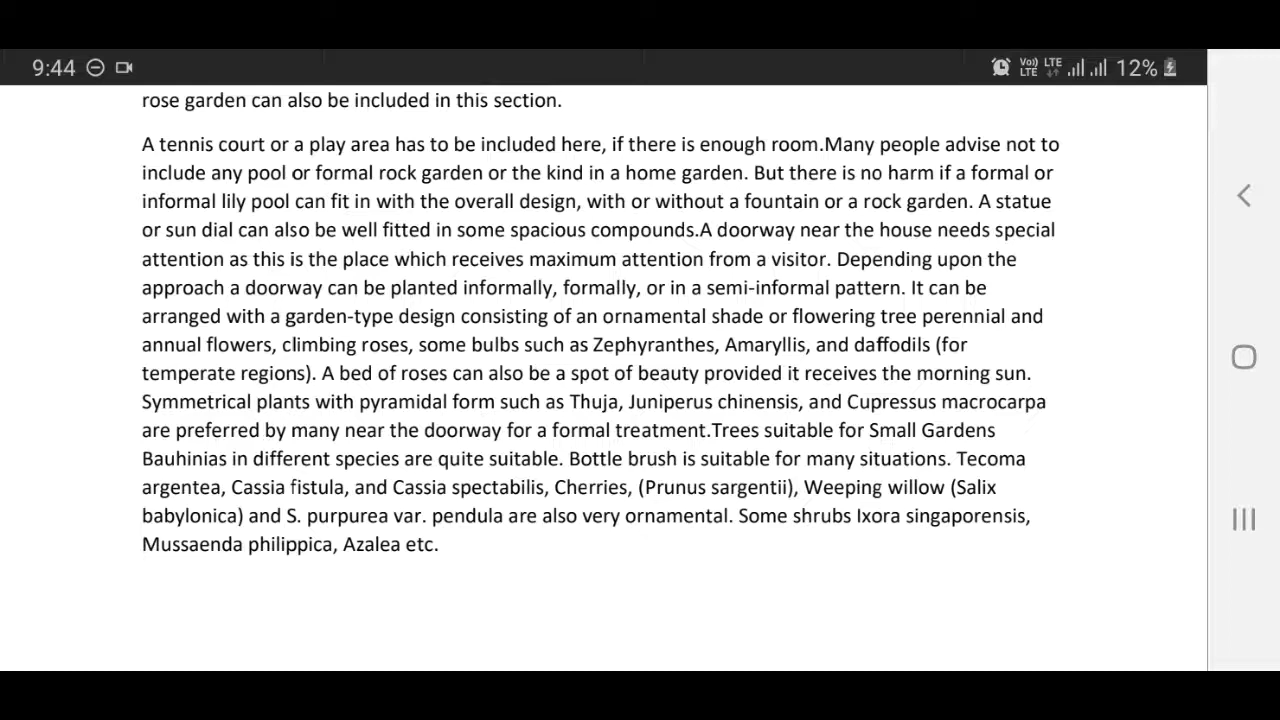 9:44 Vo) LTE LTE 12%
rose garden can also be included in this section.
A tennis court or a play area has to be included here, if there is enough room.Many people advise not to
include any pool or formal rock garden or the kind in a home garden. But there is no harm if a formal or
informal lily pool can fit in with the overall design, with or without a fountain or a rock garden. A statue
or sun dial can also be well fitted in some spacious compounds.A doorway near the house needs special
attention as this is the place which receives maximum attention from a visitor. Depending upon the
approach a doorway can be planted informally, formally, or in a semi-informal pattern. It can be
arranged with a garden-type design consisting of an ornamental shade or flowering tree perennial and
annual flowers, climbing roses, some bulbs such as Zephyranthes, Amaryllis, and daffodils (for
temperate regions). A bed of roses can also be a spot of beauty provided it receives the morning sun.
Symmetrical plants with pyramidal form such as Thuja, Juniperus chinensis, and Cupressus macrocarpa
are preferred by many near the doorway for a formal treatment.Trees suitable for Small Gardens
Bauhinias in different species are quite suitable. Bottle brush is suitable for many situations. Tecoma
argentea, Cassia fistula, and Cassia spectabilis, Cherries, (Prunus sargentii), Weeping willow (Salix
babylonica) and S. purpurea var. pendula are also very ornamental. Some shrubs Ixora singaporensis,
Mussaenda philippica, Azalea etc.